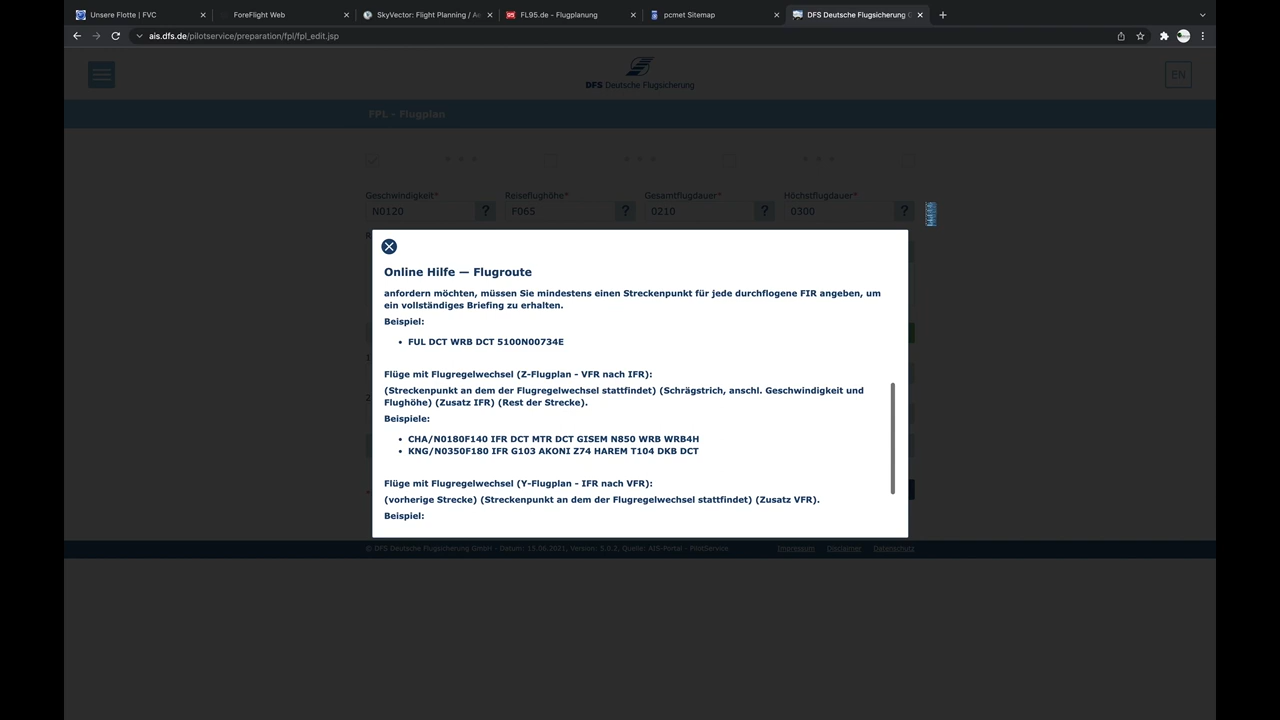 Unsere Flotte | FVC
ForeFlight Web
SkyVector: Flight Planning / Ae
FL95.de - Flugplanung
pcmet Sitemap
DFS Deutsche Flugsicherung G
ais.dfs.de/pilotservice/preparation/fpl/fpl_edit.jsp
DFS Deutsche Flugsicherung
EN
FPL - Flugplan
Geschwindigkeit* Reiseflughöhe* Gesamtflugdauer* Höchstflugdauer*
N0120 ? F065 ? 0210 ? 0300 ?
Online Hilfe — Flugroute
anfordern möchten, müssen Sie mindestens einen Streckenpunkt für jede durchflogene FIR angeben, um
ein vollständiges Briefing zu erhalten.
Beispiel:
• FUL DCT WRB DCT 5100N00734E
Flüge mit Flugregelwechsel (Z-Flugplan - VFR nach IFR):
(Streckenpunkt an dem der Flugregelwechsel stattfindet) (Schrägstrich, anschl. Geschwindigkeit und
Flughöhe) (Zusatz IFR) (Rest der Strecke).
Beispiele:
• CHA/N0180F140 IFR DCT MTR DCT GISEM N850 WRB WRB4H
• KNG/N0350F180 IFR G103 AKONI Z74 HAREM T104 DKB DCT
Flüge mit Flugregelwechsel (Y-Flugplan - IFR nach VFR):
(vorherige Strecke) (Streckenpunkt an dem der Flugregelwechsel stattfindet) (Zusatz VFR).
Beispiel:
© DFS Deutsche Flugsicherung GmbH - Datum: 13.06.2021, Version: 5.0.2, Quelle: AIS-Portal - PilotService
Impressum Disclaimer Datenschutz